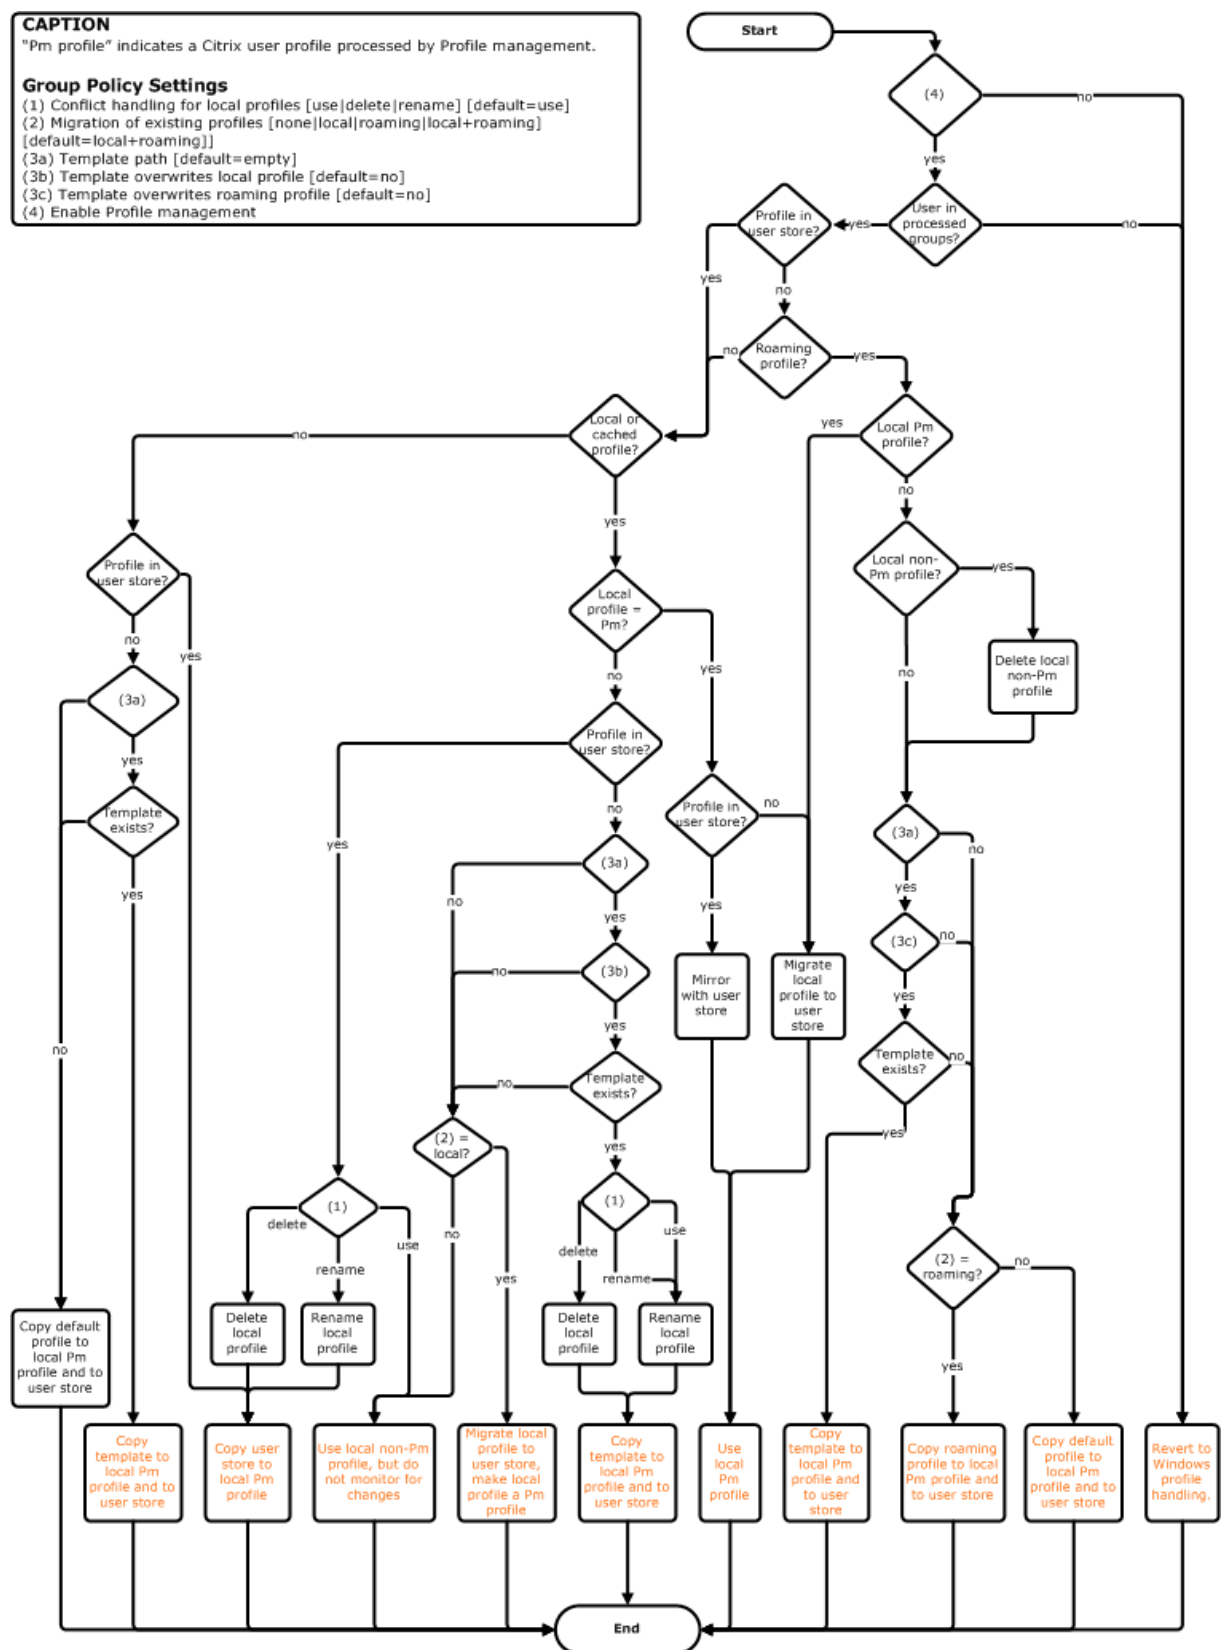 CAPTION
"Pm profile" indicates a Citrix user profile processed by Profile management.
Group Policy Settings
(1) Conflict handling for local profiles [use|delete|rename] [default=use]
(2) Migration of existing profiles [none|local|roaming|local+roaming]
[default=local+roaming]]
(3a) Template path [default=empty]
(3b) Template overwrites local profile [default=no]
(3c) Template overwrites roaming profile [default=no]
(4) Enable Profile management
Start
(4)
no
yes
User in
processed
groups?
no
yes
Profile in
user store?
yes
no
Roaming
profile?
no
yes
Local or
cached
profile?
no
yes
Local Pm
profile?
yes
no
Profile in
user store?
no
yes
Local
profile =
Pm?
yes
no
Local non-
Pm profile?
yes
no
Delete local
non-Pm
profile
(3a)
yes
Template
exists?
yes
no
Profile in
user store?
yes
no
Profile in
user store?
no
yes
(3a)
no
yes
(3a)
no
yes
(3b)
no
yes
(3c)
no
yes
Mirror
with user
store
Migrate
local
profile to
user
store
Template
exists?
no
yes
Template
exists?
no
yes
(2) =
local?
no
yes
(1)
delete
rename
use
(1)
delete
rename
use
(2) =
roaming?
no
yes
Copy default
profile to
local Pm
profile and to
user store
Delete
local
profile
Rename
local
profile
Delete
local
profile
Rename
local
profile
Copy
template to
local Pm
profile and to
user store
Copy user
store to
local Pm
profile
Use local non-Pm
profile, but do
not monitor for
changes
Migrate local
profile to
user store,
make local
profile a Pm
profile
Copy
template to
local Pm
profile and to
user store
Use
local
Pm
profile
Copy
template to
local Pm
profile and
to user
store
Copy roaming
profile to local
Pm profile and
to user store
Copy default
profile to
local Pm
profile and to
user store
Revert to
Windows
profile
handling.
End